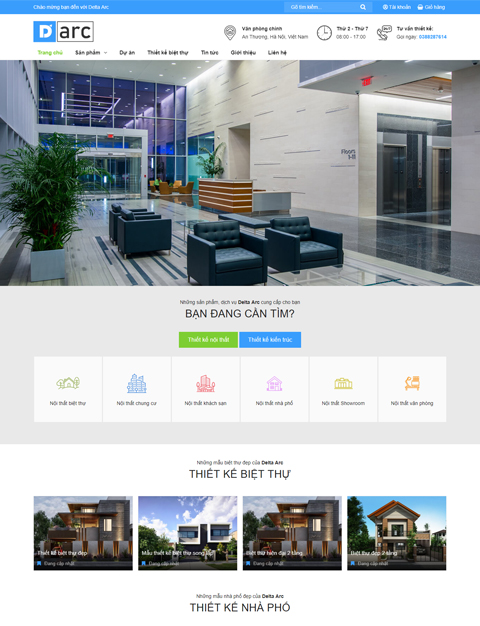 Chào mừng bạn đến với Delta Arc
Gõ tìm kiếm...
Tài khoản
Giỏ hàng
D arc
Văn phòng chính
An Thượng, Hà Nội, Việt Nam
Thứ 2 - Thứ 7
08:00 - 17:00
Tư vấn thiết kế:
Gọi ngay: 0388287614
Trang chủ
Sản phẩm
Dự án
Thiết kế biệt thự
Tin tức
Giới thiệu
Liên hệ
Floors
Những sản phẩm, dịch vụ Delta Arc cung cấp cho bạn
BẠN ĐANG CẦN TÌM?
Thiết kế nội thất
Thiết kế kiến trúc
Nội thất biệt thự
Nội thất chung cư
Nội thất khách sạn
Nội thất nhà phố
Nội thất Showroom
Nội thất văn phòng
Những mẫu biệt thự đẹp của Delta Arc
THIẾT KẾ BIỆT THỰ
Thiết kế biệt thự đẹp
Đang cập nhật
Mẫu thiết kế biệt thự song lập
Đang cập nhật
Biệt thự hiện đại 2 tầng
Đang cập nhật
Biệt thự đẹp 2 tầng
Đang cập nhật
Những mẫu nhà phố đẹp của Delta Arc
THIẾT KẾ NHÀ PHỐ